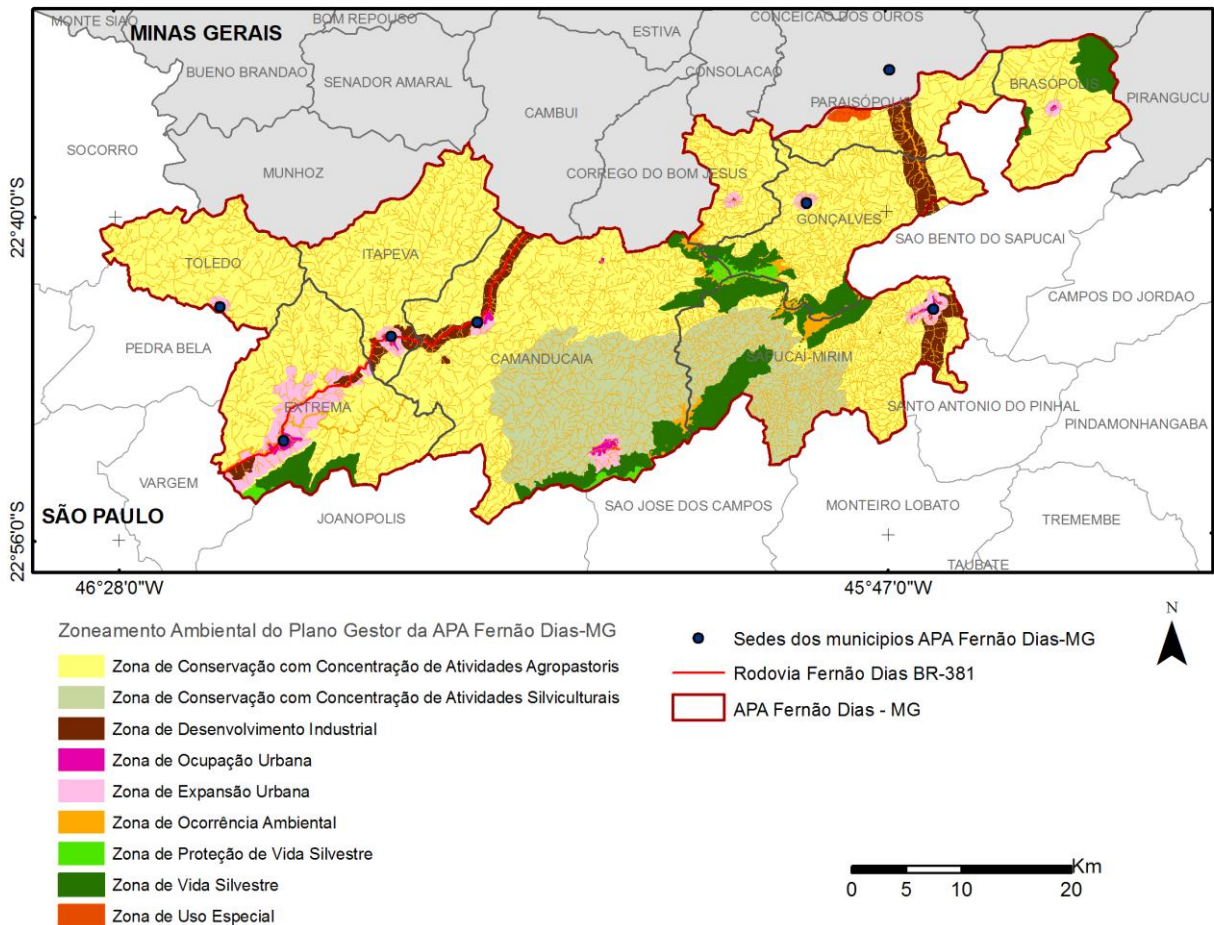 MONTE SIAO
BOM REPOUSO
CONCEICAO DOS OUROS
MINAS GERAIS
ESTIVA
BUENO BRANDAO
SENADOR AMARAL
CONSOLACAO
BRASÓPOLIS
PIRANGUCU
CAMBUI
PARAISÓPOLIS
SOCORRO
MUNHOZ
CORREGO DO BOM JESUS
22°40'0"S
GONÇALVES
SAO BENTO DO SAPUCAI
TOLEDO
ITAPEVA
CAMPOS DO JORDAO
PEDRA BELA
CAMANDUCAIA
SAPUCAI-MIRIM
EXTREMA
SANTO ANTONIO DO PINHAL
PINDAMONHANGABA
VARGEM
SÃO PAULO
JOANOPOLIS
SAO JOSE DOS CAMPOS
MONTEIRO LOBATO
TREMEMBE
22°56'0"S
TAUBATE
46°28'0"W
45°47'0"W
Zoneamento Ambiental do Plano Gestor da APA Fernão Dias-MG
Zona de Conservação com Concentração de Atividades Agropastoris
Zona de Conservação com Concentração de Atividades Silviculturais
Zona de Desenvolvimento Industrial
Zona de Ocupação Urbana
Zona de Expansão Urbana
Zona de Ocorrência Ambiental
Zona de Proteção de Vida Silvestre
Zona de Vida Silvestre
Zona de Uso Especial
Sedes dos municipios APA Fernão Dias-MG
Rodovia Fernão Dias BR-381
APA Fernão Dias - MG
N
Km
0 5 10 20